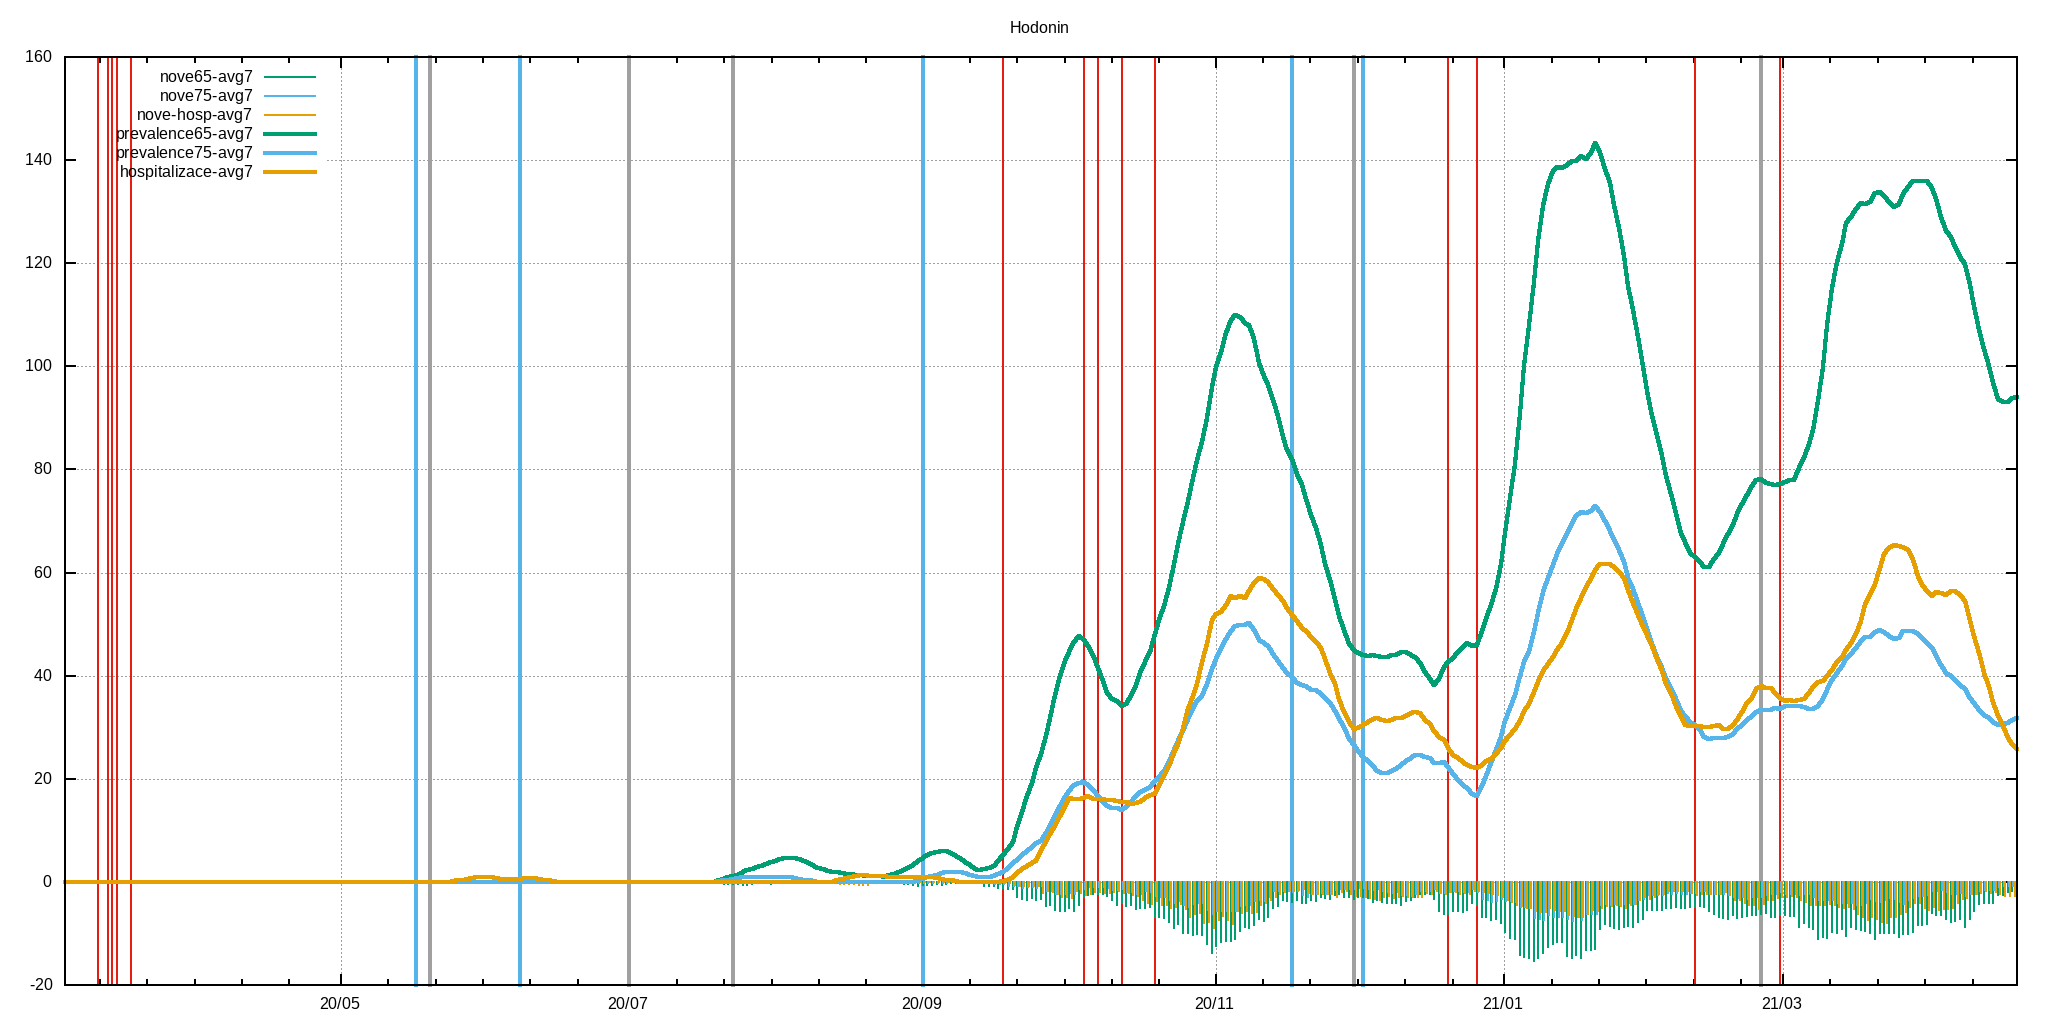 Hodonin
160
140
120
100
80
60
40
20
0
-20
nove65-avg7
nove75-avg7
nove-hosp-avg7
prevalence65-avg7
prevalence75-avg7
hospitalizace-avg7
20/05 20/07 20/09 20/11 21/01 21/03